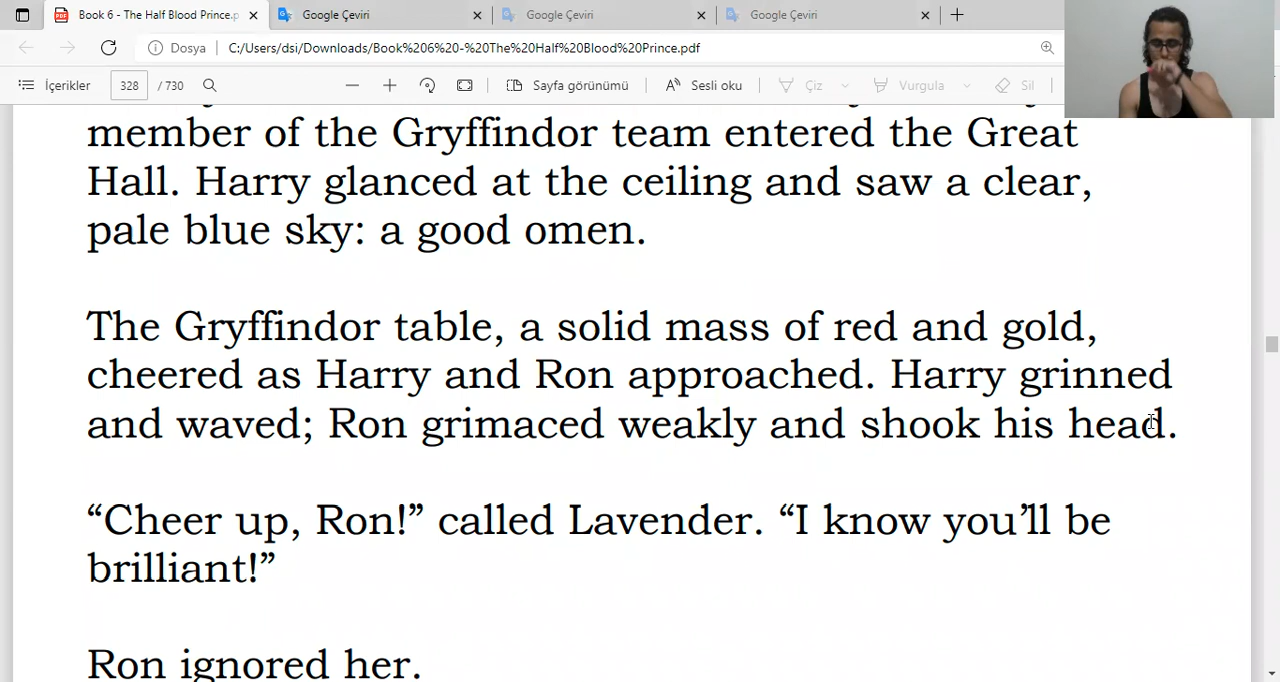 Book 6 - The Half Blood Prince.p
Google Çeviri
Google Çeviri
Google Çeviri
Dosya
C:/Users/dsi/Downloads/Book%206%20-%20The%20Half%20Blood%20Prince.pdf
İçerikler
328
/ 730
Sayfa görünümü
Sesli oku
Çiz
Vurgula
Sil
member of the Gryffindor team entered the Great
Hall. Harry glanced at the ceiling and saw a clear,
pale blue sky: a good omen.
The Gryffindor table, a solid mass of red and gold,
cheered as Harry and Ron approached. Harry grinned
and waved; Ron grimaced weakly and shook his head.
“Cheer up, Ron!” called Lavender. “I know you’ll be
brilliant!”
Ron ignored her.